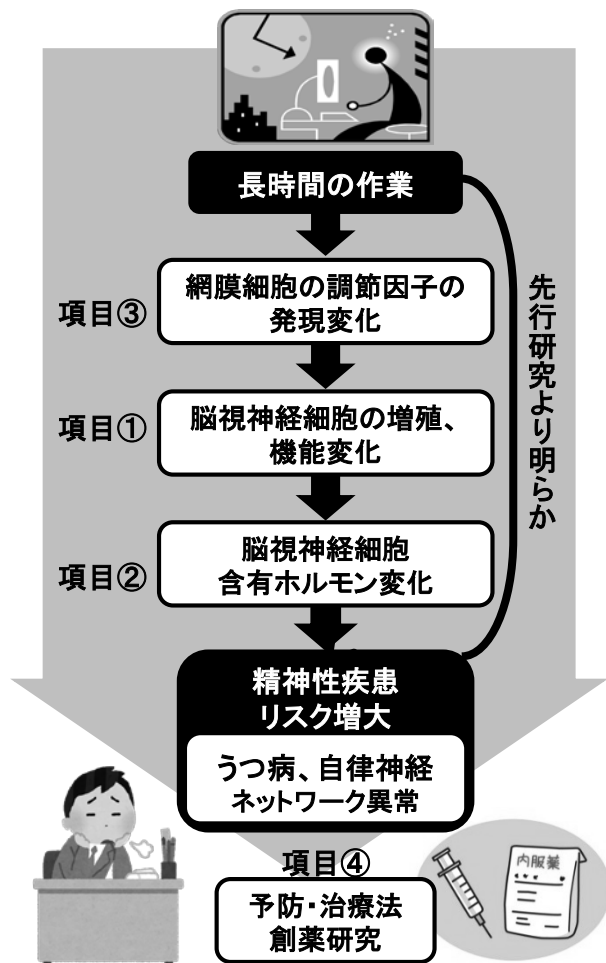 長時間の作業
項目③
網膜細胞の調節因子の
発現変化
項目①
脳視神経細胞の増殖、
機能変化
項目②
脳視神経細胞
含有ホルモン変化
先行研究より明らか
精神性疾患
リスク増大
うつ病、自律神経
ネットワーク異常
項目④
予防・治療法
創薬研究
内服薬